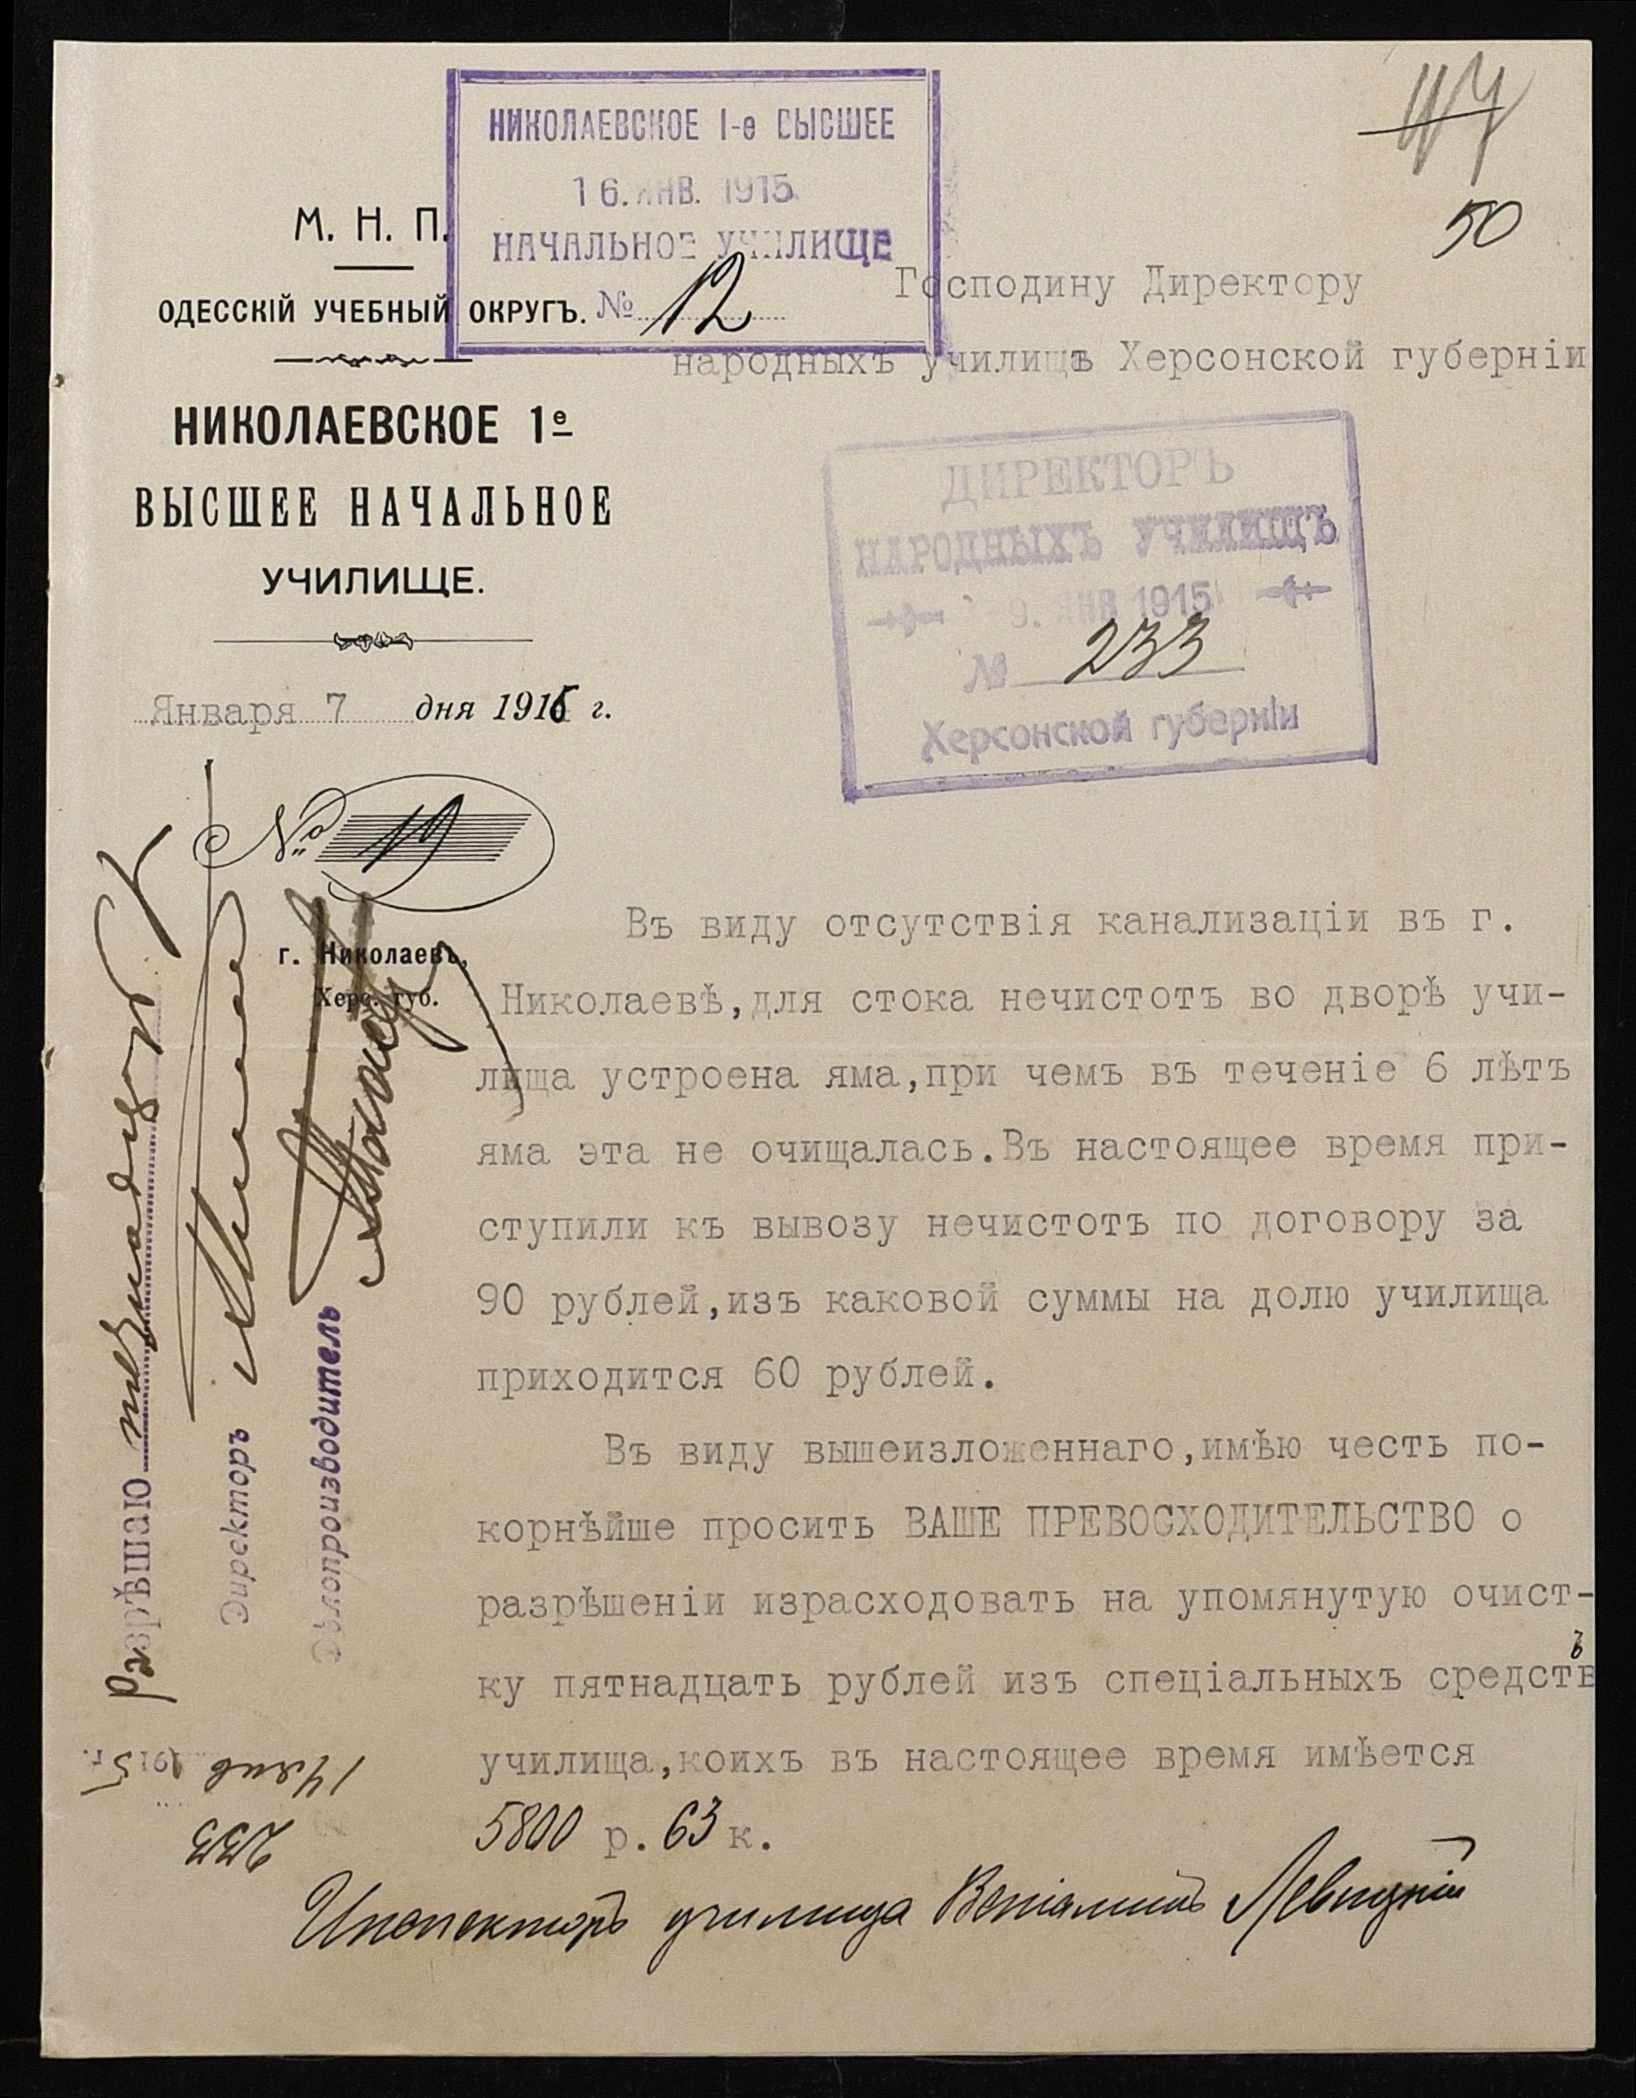 117
50
НИКОЛАЕВСКОЕ 1-е ВЫСШЕЕ
16. ЯНВ. 1915
НАЧАЛЬНОЕ УЧИЛИЩЕ
№ 12
М. Н. П.
ОДЕССКІЙ УЧЕБНЫЙ ОКРУГЪ.
НИКОЛАЕВСКОЕ 1е
ВЫСШЕЕ НАЧАЛЬНОЕ
УЧИЛИЩЕ.
Января 7 дня 1915 г.
№ 19
г. Николаевъ,
Херс. губ.
Господину Директору
народныхъ училищъ Херсонской губерніи
ДИРЕКТОРЪ
НАРОДНЫХЪ УЧИЛИЩЪ
9. ЯНВ 1915
№ 233
Херсонской губерніи
Въ виду отсутствія канализаціи въ г.
Николаевѣ,для стока нечистотъ во дворѣ учи-
лища устроена яма,при чемъ въ теченіе 6 лѣтъ
яма эта не очищалась.Въ настоящее время при-
ступили къ вывозу нечистотъ по договору за
90 рублей,изъ каковой суммы на долю училища
приходится 60 рублей.
Въ виду вышеизложеннаго,имѣю честь по-
корнѣйше просить ВАШЕ ПРЕВОСХОДИТЕЛЬСТВО о
разрѣшеніи израсходовать на упомянутую очист-
ку пятнадцать рублей изъ спеціальныхъ средствъ
училища,коихъ въ настоящее время имѣется
5800 р. 63 к.
Инспекторъ училища Веніаминъ Левицкій
Разрѣшаю пятнадцать р
Директоръ
Дѣлопроизводитель
14 янв 1915 г.
233